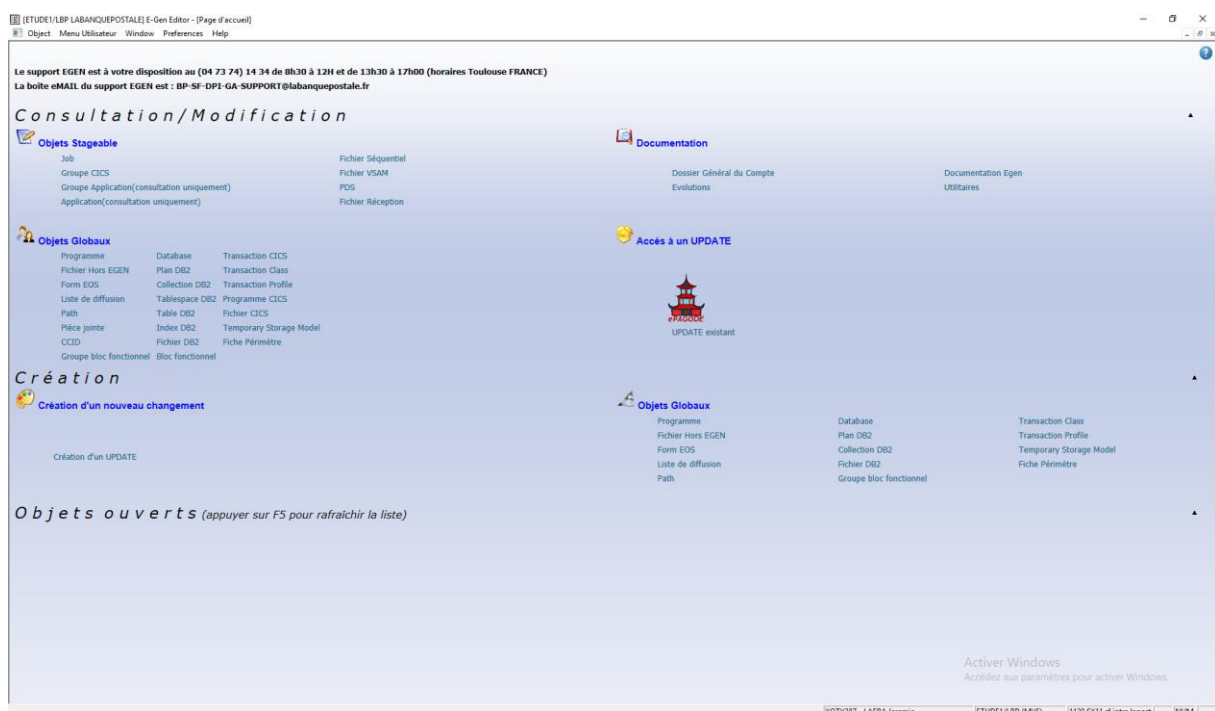 [ETUDE1/LBP LABANQUEPOSTALE] E-Gen Editor - [Page d'accueil]
Object Menu Utilisateur Window Preferences Help
Le support EGEN est à votre disposition au (04 73 74) 14 34 de 8h30 à 12H et de 13h30 à 17h00 (horaires Toulouse FRANCE)
La boite eMAIL du support EGEN est : BP-SF-DPI-GA-SUPPORT@labanquepostale.fr
Consultation/Modification
Objets Stageable
Job Fichier Séquentiel
Groupe CICS Fichier VSAM
Groupe Application(consultation uniquement) PDS
Application(consultation uniquement) Fichier Réception
Documentation
Dossier Général du Compte Documentation Egen
Evolutions Utilitaires
Objets Globaux
Programme Database Transaction CICS
Fichier Hors EGEN Plan DB2 Transaction Class
Form EOS Collection DB2 Transaction Profile
Liste de diffusion Tablespace DB2 Programme CICS
Path Table DB2 Fichier CICS
Pièce jointe Index DB2 Temporary Storage Model
CCID Fichier DB2 Fiche Périmètre
Groupe bloc fonctionnel Bloc fonctionnel
Accès à un UPDATE
ePAGODE
UPDATE existant
Création
Création d'un nouveau changement
Création d'un UPDATE
Objets Globaux
Programme Database Transaction Class
Fichier Hors EGEN Plan DB2 Transaction Profile
Form EOS Collection DB2 Temporary Storage Model
Liste de diffusion Fichier DB2 Fiche Périmètre
Path Groupe bloc fonctionnel
Objets ouverts (appuyer sur F5 pour rafraîchir la liste)
Activer Windows
Accédez aux paramètres pour activer Windows.
NUM